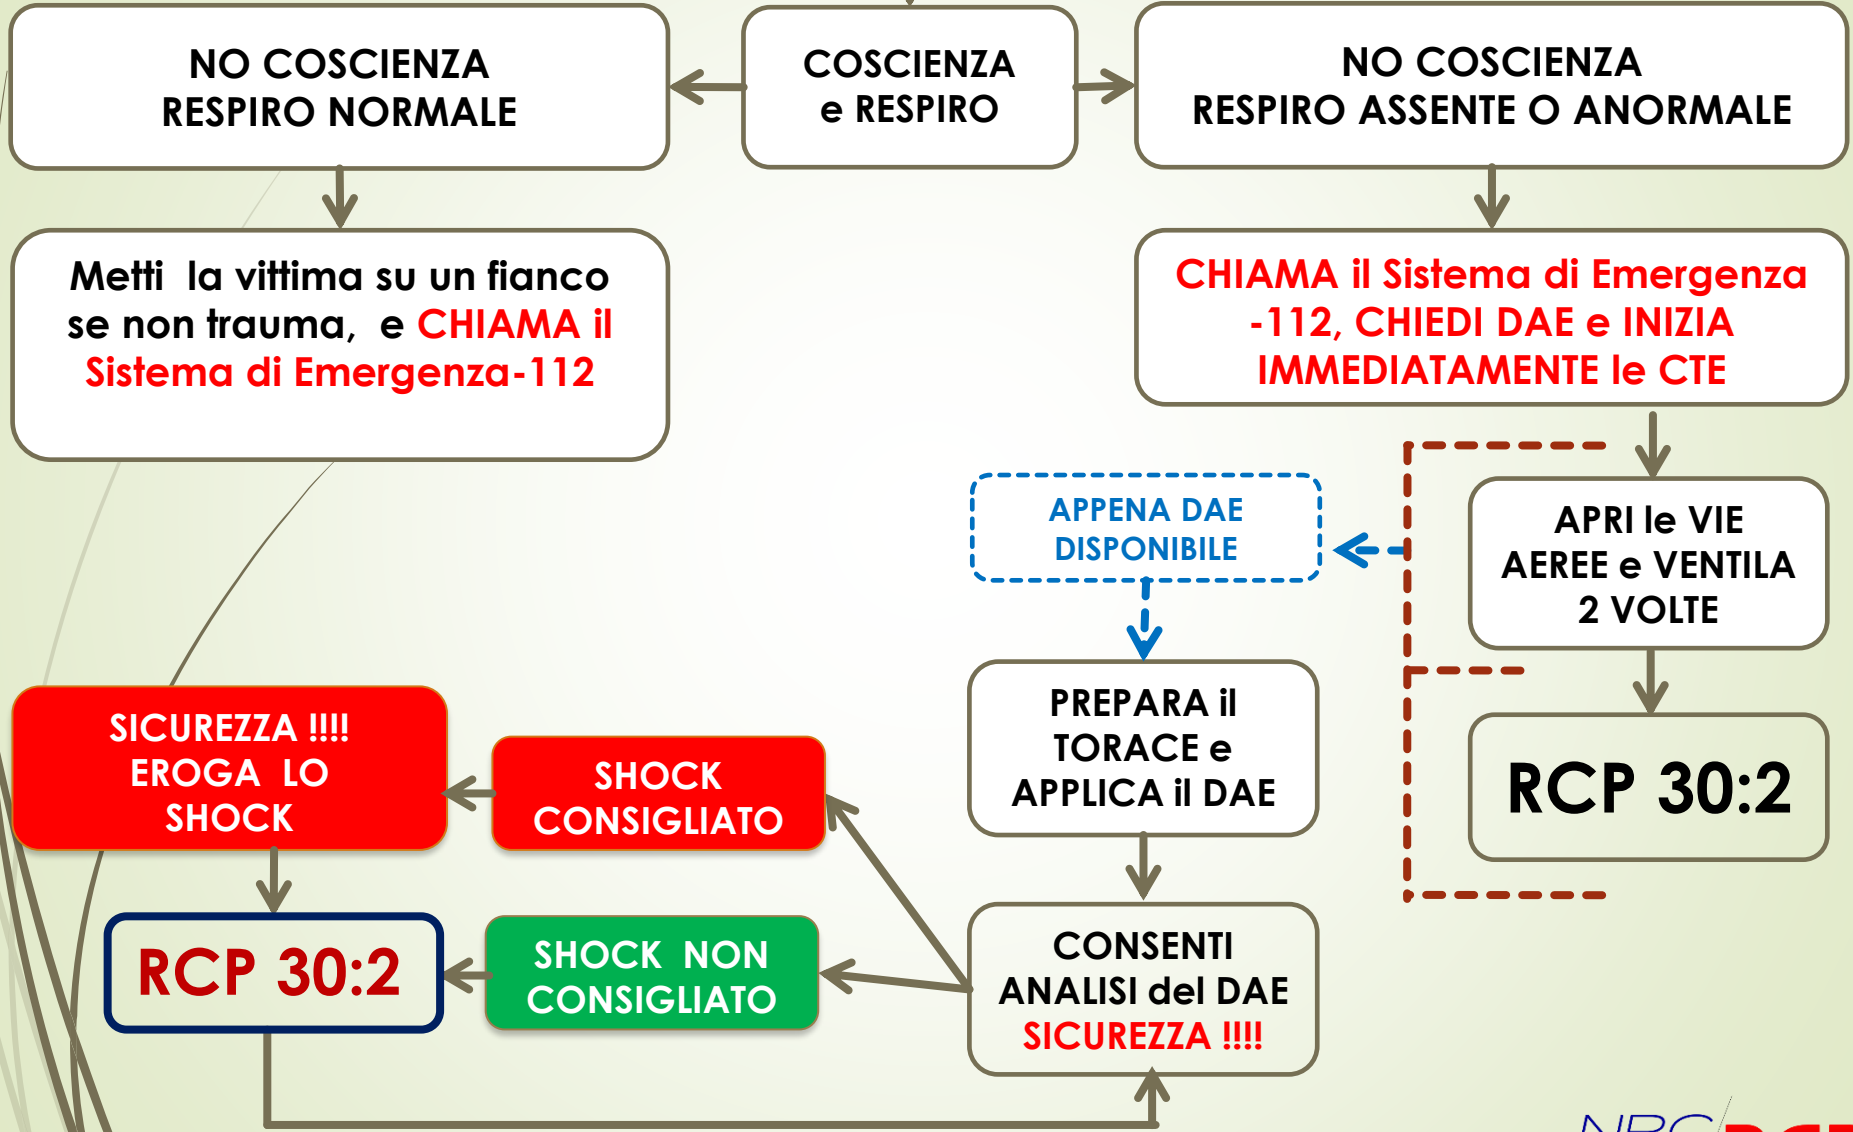 NO COSCIENZA
RESPIRO NORMALE
COSCIENZA
e RESPIRO
NO COSCIENZA
RESPIRO ASSENTE O ANORMALE
Metti la vittima su un fianco
se non trauma, e CHIAMA il
Sistema di Emergenza-112
CHIAMA il Sistema di Emergenza
-112, CHIEDI DAE e INIZIA
IMMEDIATAMENTE le CTE
APPENA DAE
DISPONIBILE
APRI le VIE
AEREE e VENTILA
2 VOLTE
PREPARA il
TORACE e
APPLICA il DAE
RCP 30:2
SICUREZZA !!!!
EROGA LO
SHOCK
SHOCK
CONSIGLIATO
RCP 30:2
SHOCK NON
CONSIGLIATO
CONSENTI
ANALISI del DAE
SICUREZZA !!!!